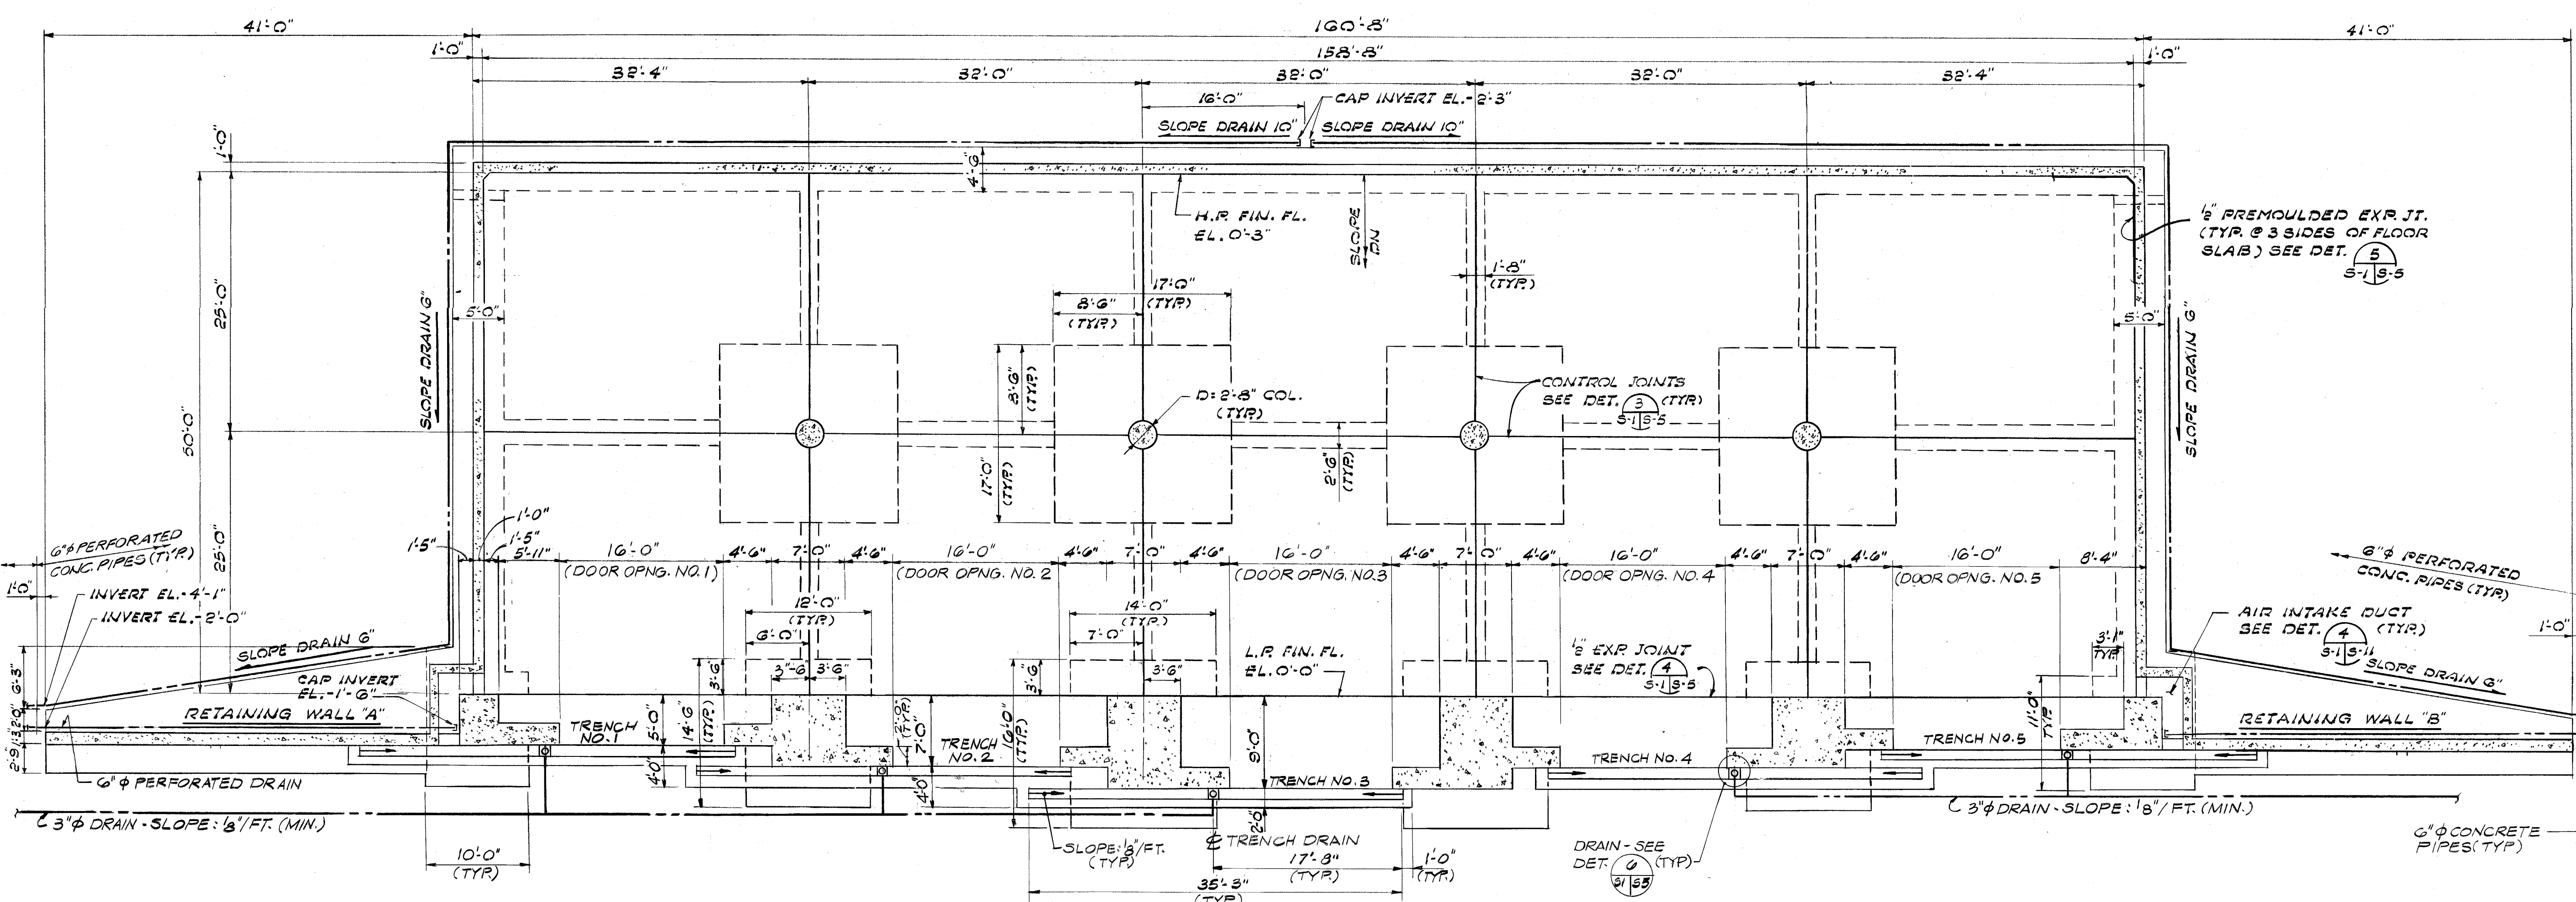 41'-0"
160'-8"
41'-0"
1'-0"
158'-8"
1'-0"
32'-4"
32'-0"
32'-0"
32'-0"
32'-4"
16'-0"
CAP INVERT EL.-2'-3"
SLOPE DRAIN 10"
SLOPE DRAIN 10"
1'-0"
4'-6"
H.P. FIN. FL.
EL. 0'-3"
SLOPE
DN
1/2" PREMOULDED EXP. JT.
(TYP. @ 3 SIDES OF FLOOR
SLAB) SEE DET. 5
S-1 S-5
1'-8"
(TYP.)
17'-0"
(TYP.)
8'-6"
(TYP.)
5'-0"
5'-0"
25'-0"
50'-0"
SLOPE DRAIN 6"
SLOPE DRAIN 6"
8'-6"
(TYP.)
17'-0"
(TYP.)
D=2'-8" COL.
(TYP.)
CONTROL JOINTS
SEE DET. 3 (TYP.)
S-1 S-5
2'-6"
(TYP.)
25'-0"
6"φ PERFORATED
CONC. PIPES (TYP.)
1'-0"
INVERT EL.-4'-1"
INVERT EL.-2'-0"
1'-0"
1'-5"
1'-5"
5'-11"
16'-0"
4'-6"
7'-0"
4'-6"
16'-0"
4'-6"
7'-0"
4'-6"
16'-0"
4'-6"
7'-0"
4'-6"
16'-0"
4'-6"
7'-0"
4'-6"
16'-0"
8'-4"
(DOOR OPNG. NO.1)
(DOOR OPNG. NO.2
(DOOR OPNG. NO.3
(DOOR OPNG. NO.4
(DOOR OPNG. NO.5
6"φ PERFORATED
CONC. PIPES (TYP.)
12'-0"
(TYP.)
6'-0"
14'-0"
(TYP.)
7'-0"
AIR INTAKE DUCT
SEE DET. 4 (TYP.)
S-1 S-11
1'-0"
3'-1"
TYP.
SLOPE DRAIN 6"
SLOPE DRAIN 6"
6'-3"
2'-0"
2'-9"
CAP INVERT
EL.-1'-6"
RETAINING WALL "A"
3'-6"
3"-6
3'-6"
3'-6"
3'-6"
L.P. FIN. FL.
EL. 0'-0"
1/2 EXP. JOINT
SEE DET. 4
S-1 S-5
11'-0"
TYP.
RETAINING WALL "B"
TRENCH
NO.1
5'-0"
4'-0"
14'-6"
(TYP.)
2'-0"
(TYP.)
7'-0"
4'-0"
TRENCH
NO.2
16'-0"
(TYP.)
9'-0"
2'-0"
TRENCH NO.3
TRENCH NO.4
TRENCH NO.5
6"φ PERFORATED DRAIN
℄ 3"φ DRAIN - SLOPE: 1/8"/FT. (MIN.)
℄ 3"φ DRAIN - SLOPE: 1/8"/FT. (MIN.)
10'-0"
(TYP.)
SLOPE: 1/8"/FT.
(TYP.)
℄ TRENCH DRAIN
17'-8"
(TYP.)
1'-0"
(TYP.)
35'-3"
(TYP.)
DRAIN - SEE
DET. 6 (TYP)
S1 S5
6"φ CONCRETE
PIPES (TYP)